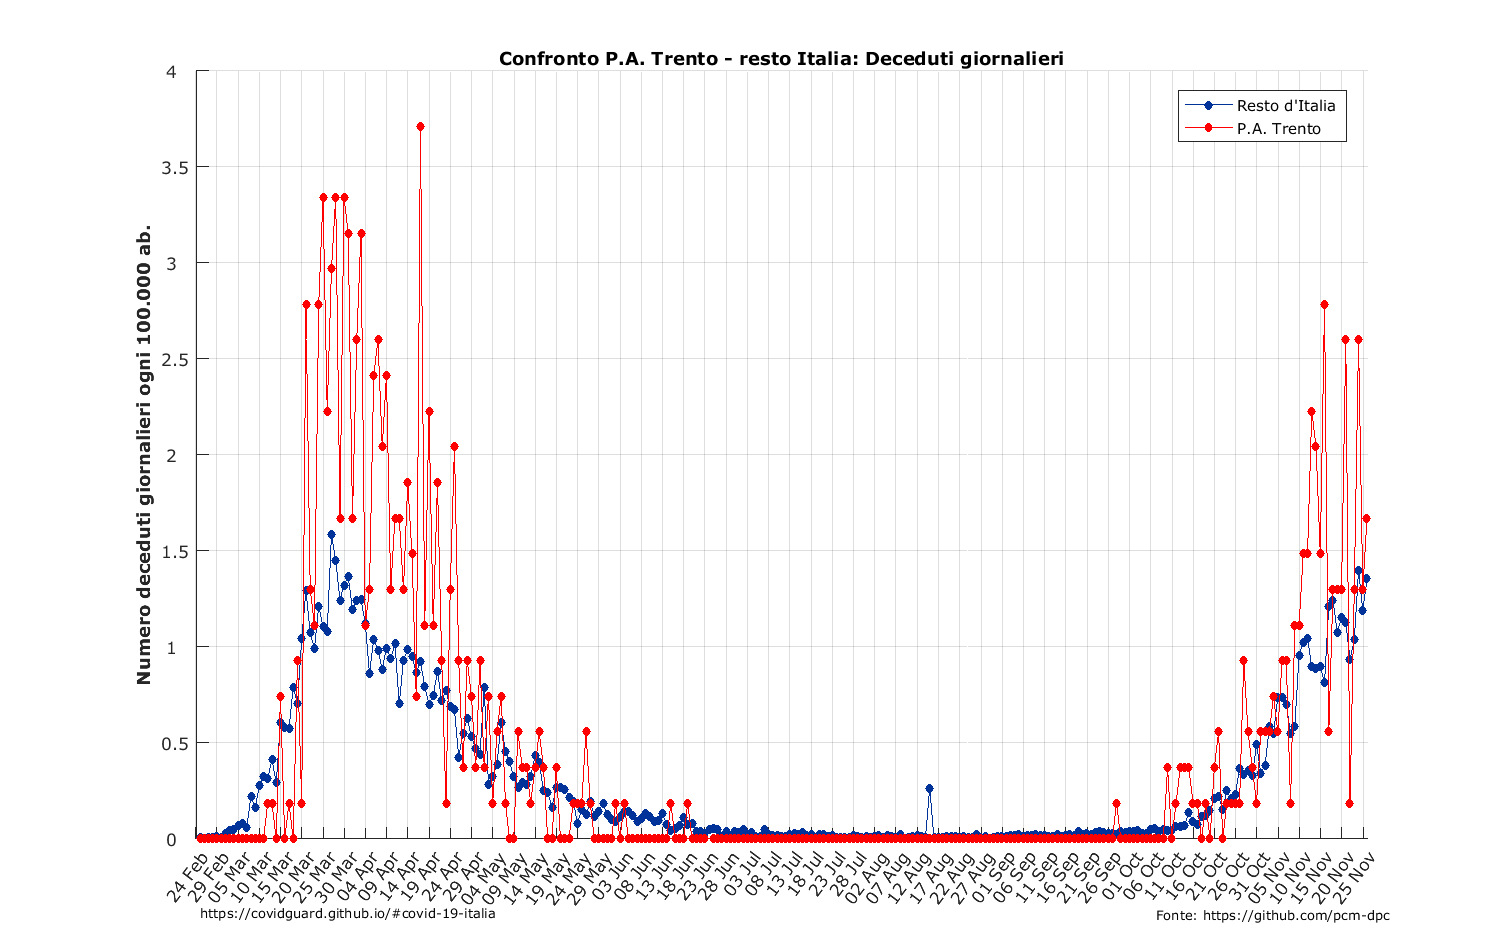 Confronto P.A. Trento - resto Italia: Deceduti giornalieri
Resto d'Italia
P.A. Trento
Numero deceduti giornalieri ogni 100.000 ab.
4
3.5
3
2.5
2
1.5
1
0.5
0
24 Feb
29 Feb
05 Mar
10 Mar
15 Mar
20 Mar
25 Mar
30 Mar
04 Apr
09 Apr
14 Apr
19 Apr
24 Apr
29 Apr
04 May
09 May
14 May
19 May
24 May
29 May
03 Jun
08 Jun
13 Jun
18 Jun
23 Jun
28 Jun
03 Jul
08 Jul
13 Jul
18 Jul
23 Jul
28 Jul
02 Aug
07 Aug
12 Aug
17 Aug
22 Aug
27 Aug
01 Sep
06 Sep
11 Sep
16 Sep
21 Sep
26 Sep
01 Oct
06 Oct
11 Oct
16 Oct
21 Oct
26 Oct
31 Oct
05 Nov
10 Nov
15 Nov
20 Nov
25 Nov
https://covidguard.github.io/#covid-19-italia
Fonte: https://github.com/pcm-dpc